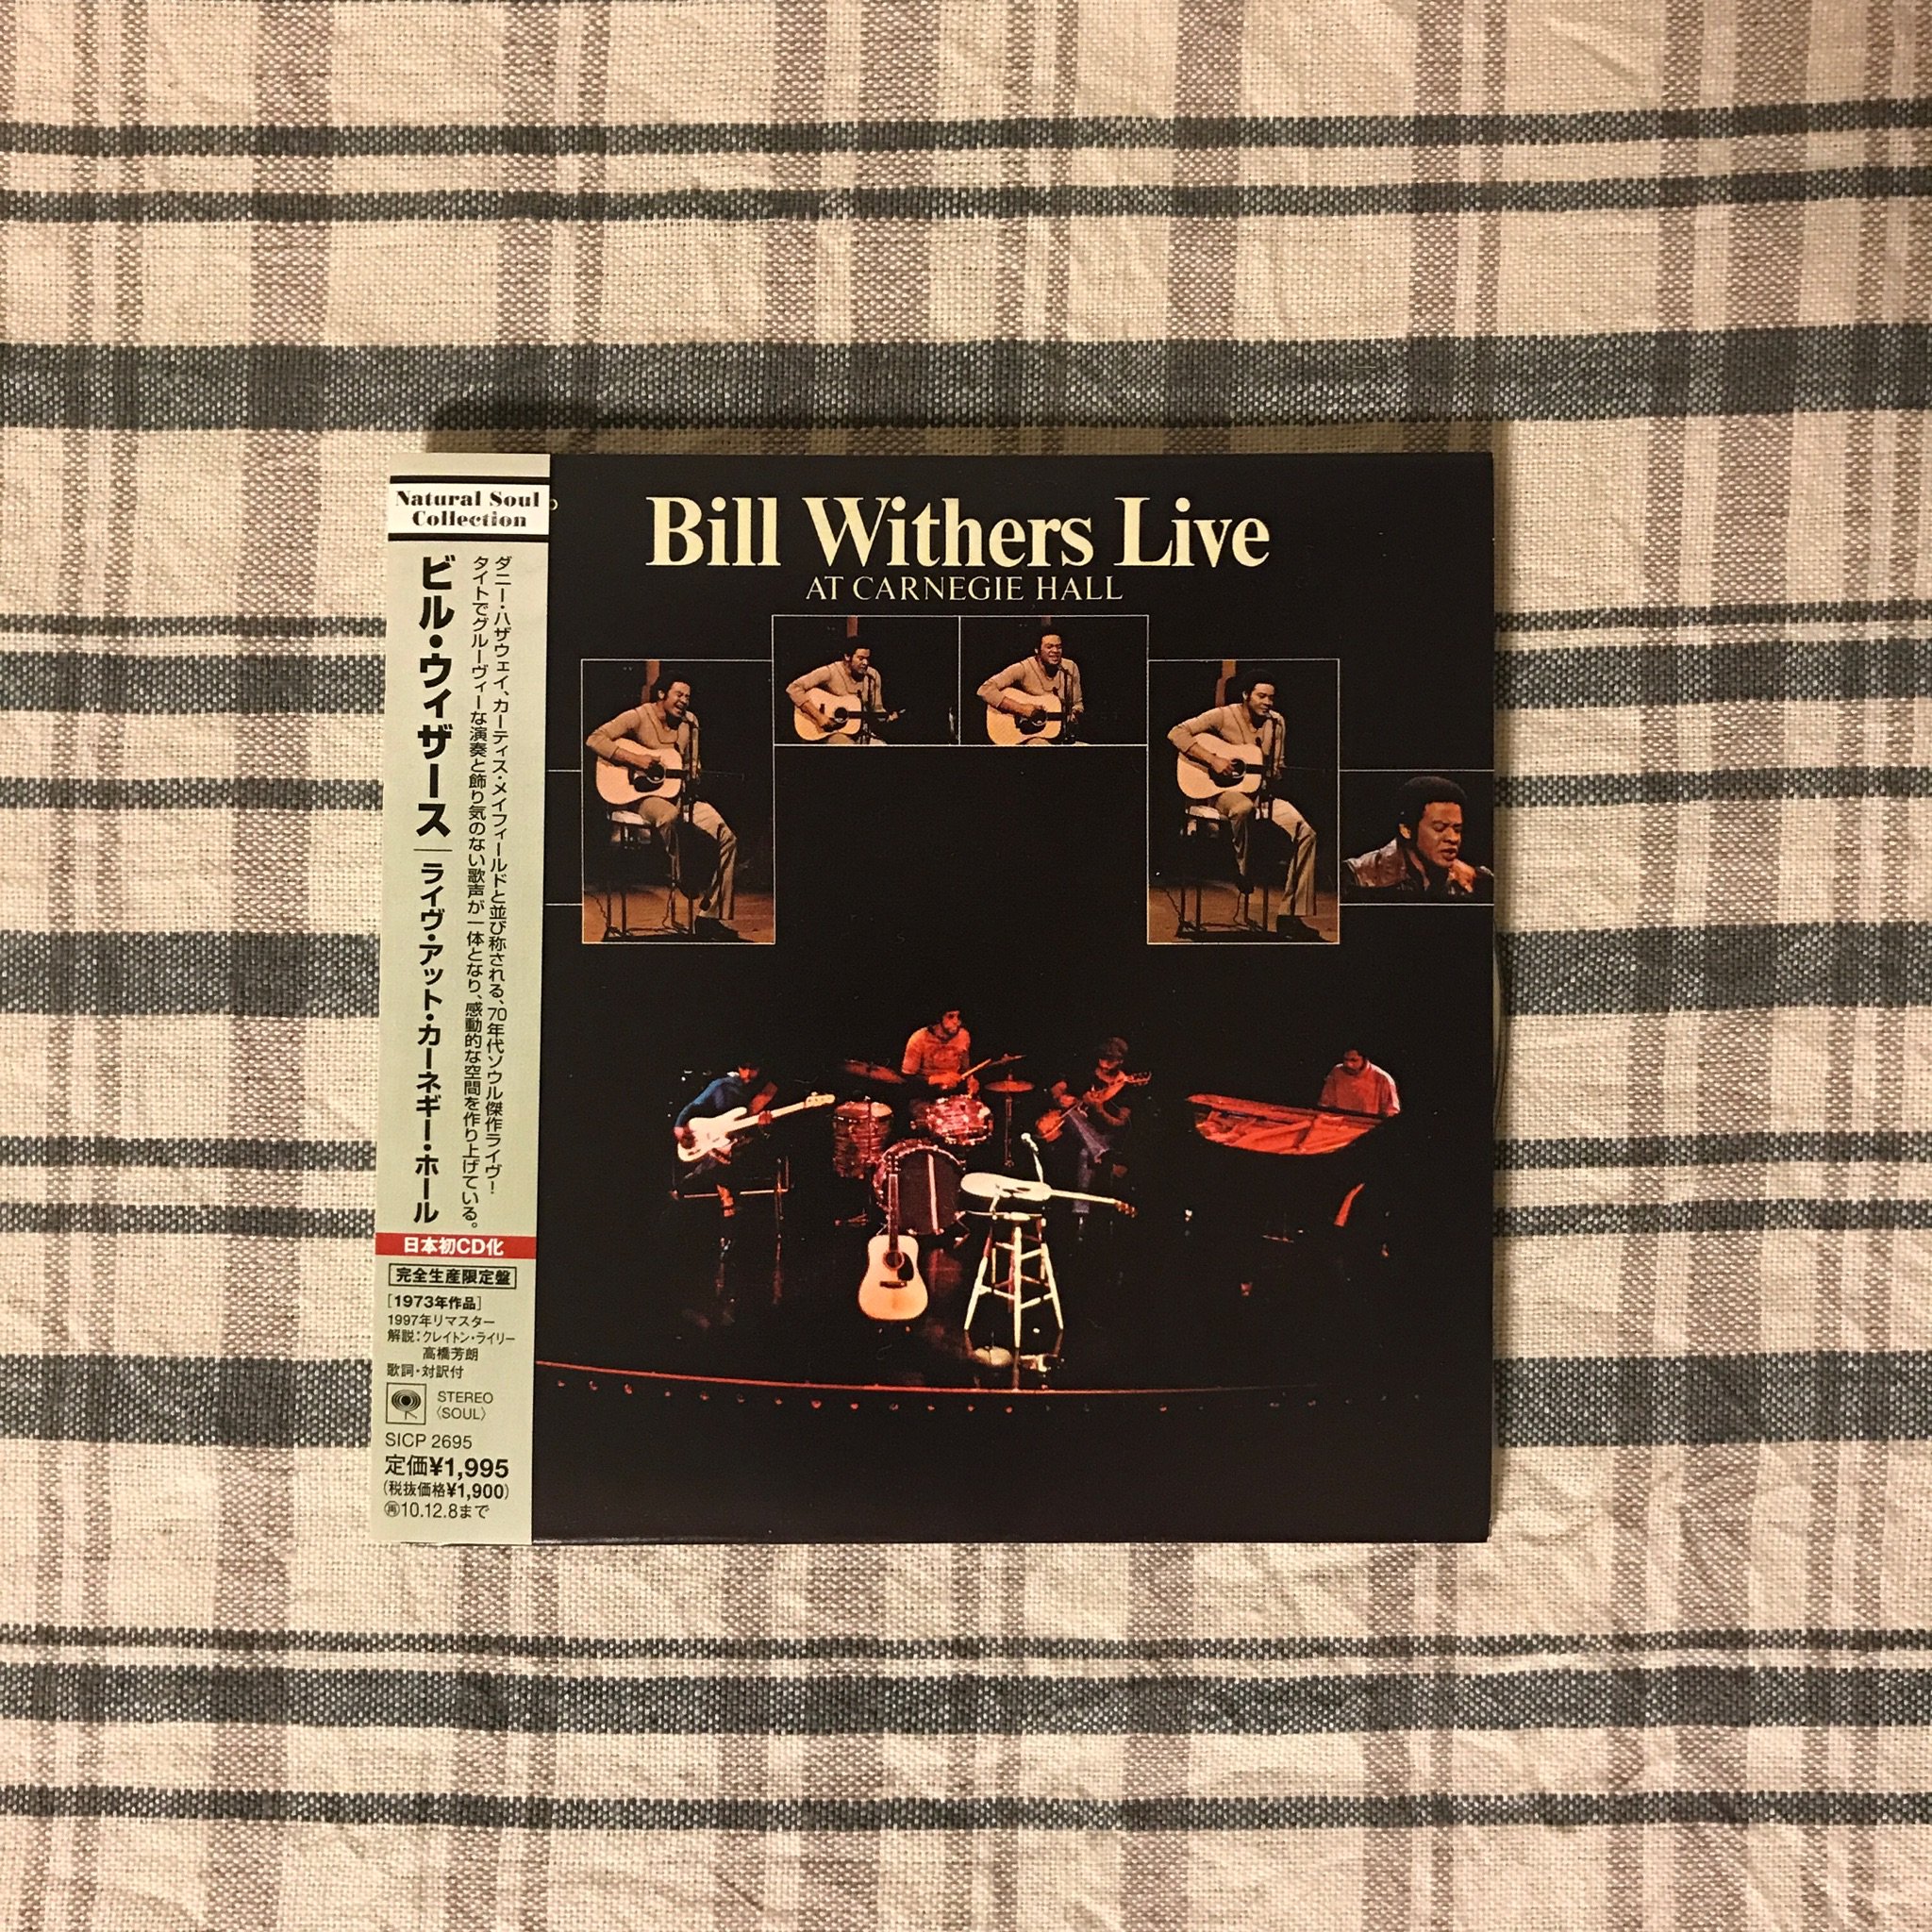 Natural Soul
Collection
ダニー・ハザウェイ、カーティス・メイフィールドと並び称される、70年代ソウル傑作ライヴ!
タイトでグルーヴィーな演奏と飾り気のない歌声が一体となり、感動的な空間を作り上げている。
ビル・ウィザース
ライヴ・アット・カーネギー・ホール
日本初CD化
完全生産限定盤
[1973年作品]
1997年リマスター
解説:クレイトン・ライリー
高橋芳朗
歌詞・対訳付
STEREO
〈SOUL〉
SICP 2695
定価¥1,995
(税抜価格¥1,900)
㊞10.12.8まで
Bill Withers Live
AT CARNEGIE HALL